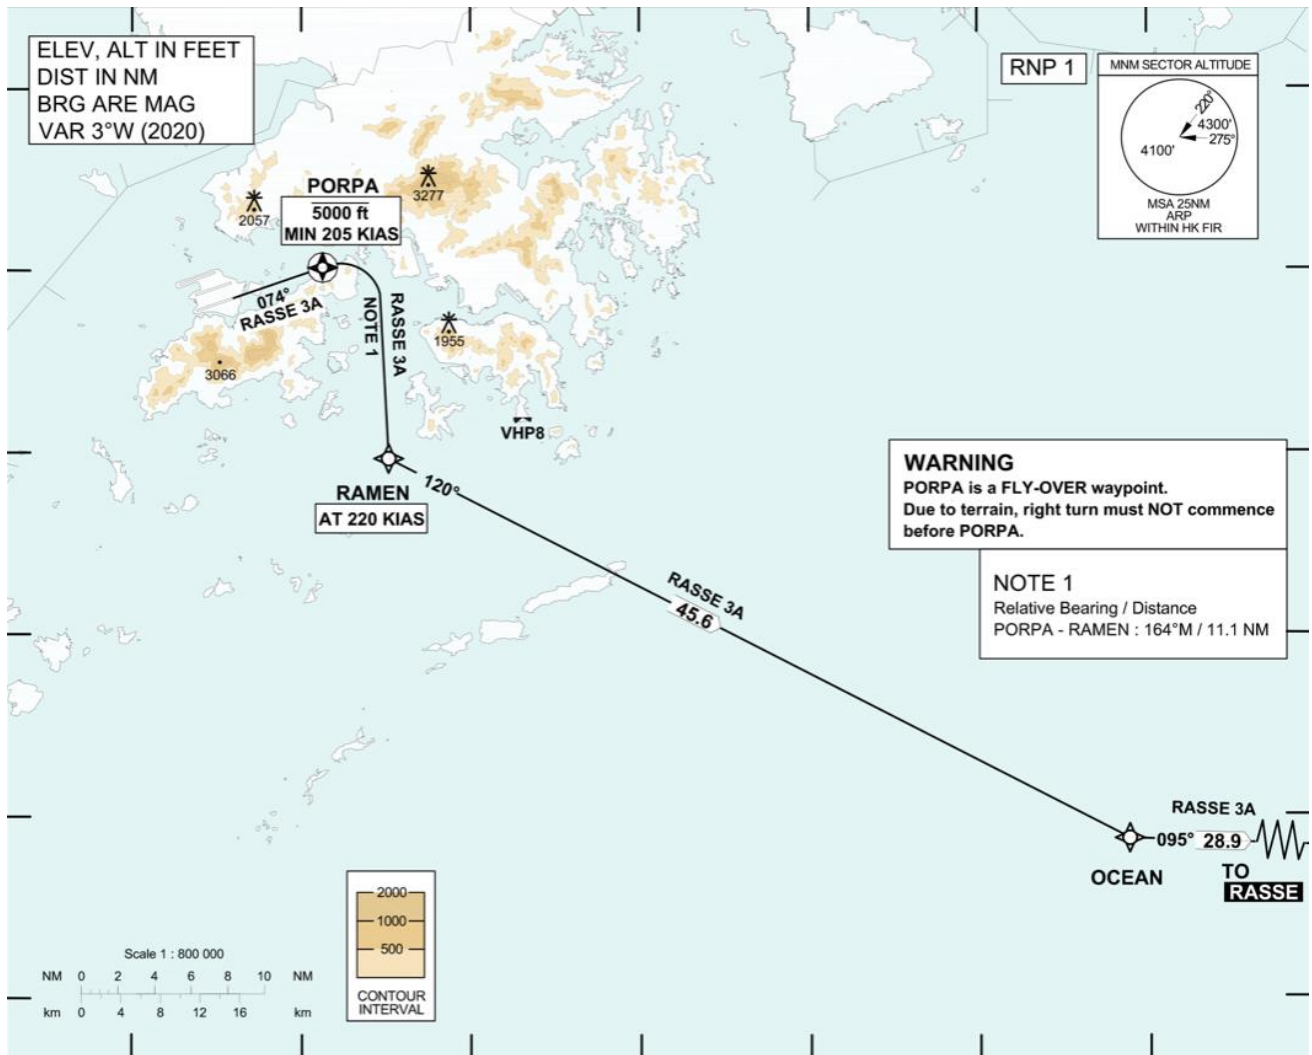 ELEV, ALT IN FEET
DIST IN NM
BRG ARE MAG
VAR 3°W (2020)
RNP 1
MNM SECTOR ALTITUDE
220°
4300'
275°
4100'
MSA 25NM
ARP
WITHIN HK FIR
PORPA
5000 ft
MIN 205 KIAS
2057
3277
074°
RASSE 3A
NOTE 1
RASSE 3A
1955
3066
VHP8
RAMEN
AT 220 KIAS
120°
WARNING
PORPA is a FLY-OVER waypoint.
Due to terrain, right turn must NOT commence
before PORPA.
NOTE 1
Relative Bearing / Distance
PORPA - RAMEN : 164°M / 11.1 NM
RASSE 3A
45.6
RASSE 3A
095° 28.9
OCEAN
TO
RASSE
2000
1000
500
CONTOUR
INTERVAL
Scale 1 : 800 000
NM 0 2 4 6 8 10 NM
km 0 4 8 12 16 km